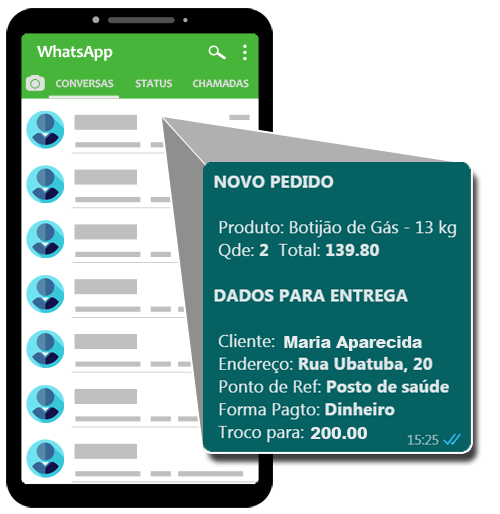 WhatsApp
CONVERSAS STATUS CHAMADAS
NOVO PEDIDO
Produto: Botijão de Gás - 13 kg
Qde: 2 Total: 139.80
DADOS PARA ENTREGA
Cliente: Maria Aparecida
Endereço: Rua Ubatuba, 20
Ponto de Ref: Posto de saúde
Forma Pagto: Dinheiro
Troco para: 200.00
15:25